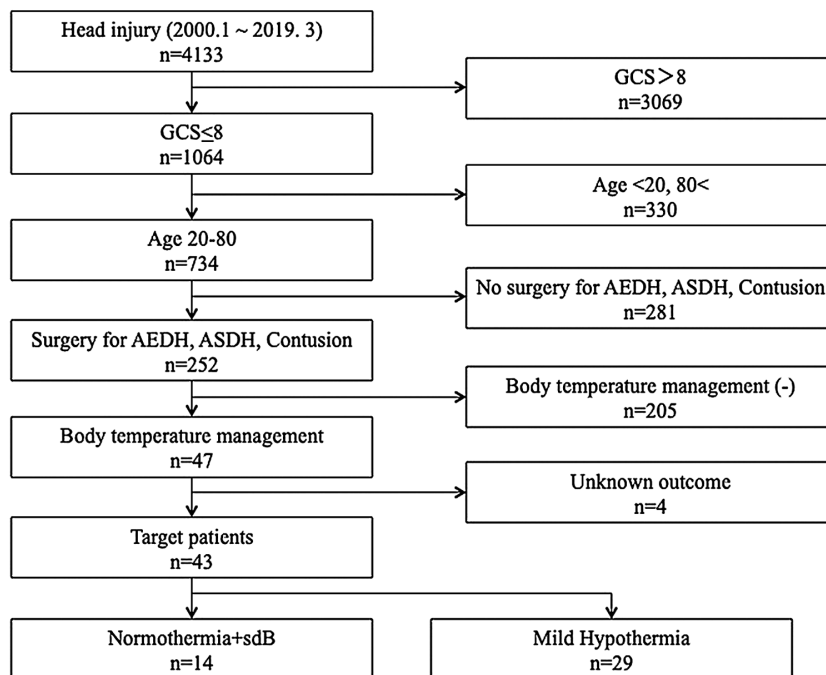 Head injury (2000.1 ~ 2019. 3)
n=4133
GCS＞8
n=3069
GCS≤8
n=1064
Age <20, 80<
n=330
Age 20-80
n=734
No surgery for AEDH, ASDH, Contusion
n=281
Surgery for AEDH, ASDH, Contusion
n=252
Body temperature management (-)
n=205
Body temperature management
n=47
Unknown outcome
n=4
Target patients
n=43
Normothermia+sdB
n=14
Mild Hypothermia
n=29